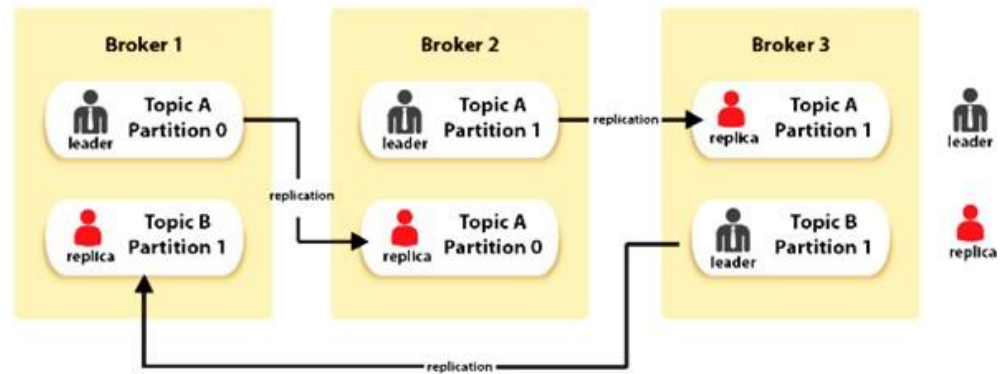 Broker 1
Topic A
Partition 0
leader
Topic B
Partition 1
replica
replication
Broker 2
Topic A
Partition 1
leader
Topic A
Partition 0
replica
replication
Broker 3
Topic A
Partition 1
replica
Topic B
Partition 1
leader
replication
leader
replica